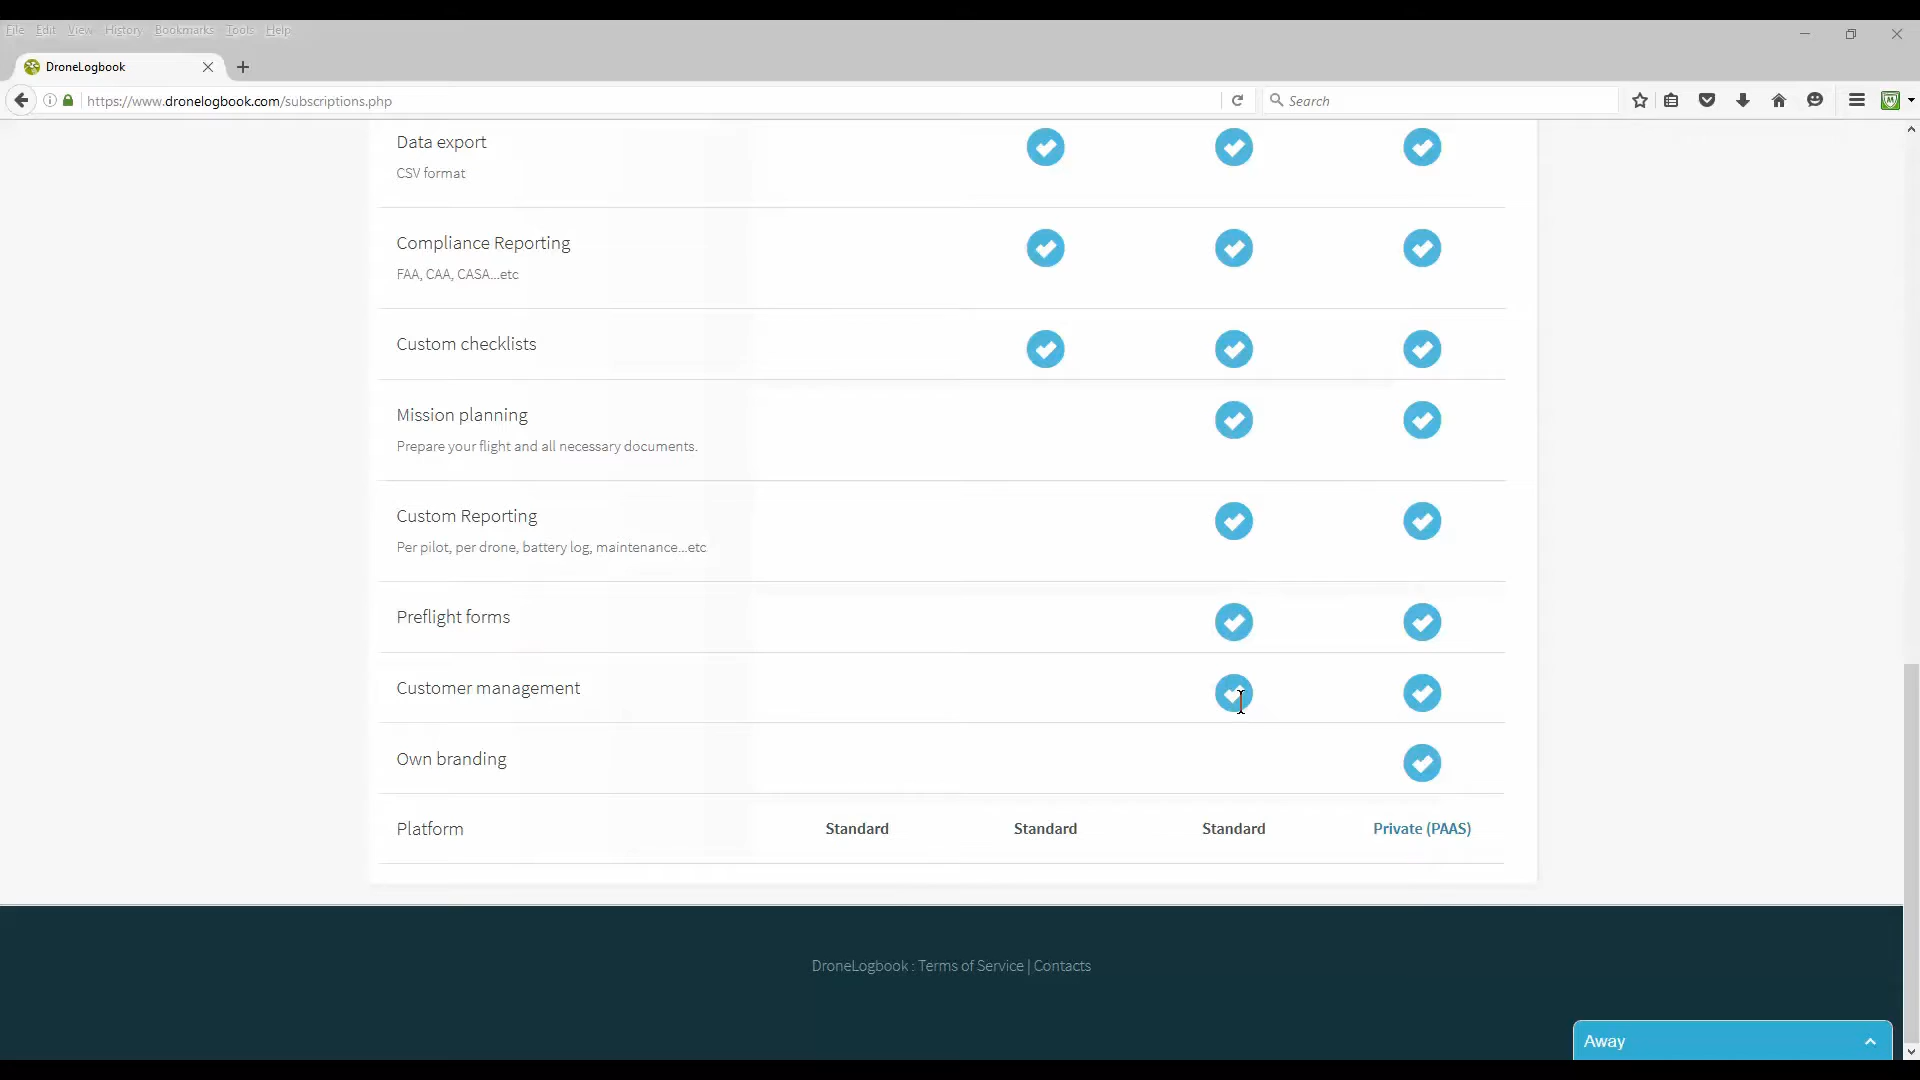 File Edit View History Bookmarks Tools Help
DroneLogbook
https://www.dronelogbook.com/subscriptions.php
Search
Data export
CSV format
Compliance Reporting
FAA, CAA, CASA...etc
Custom checklists
Mission planning
Prepare your flight and all necessary documents.
Custom Reporting
Per pilot, per drone, battery log, maintenance...etc
Preflight forms
Customer management
Own branding
Platform Standard Standard Standard Private (PAAS)
DroneLogbook : Terms of Service | Contacts
Away